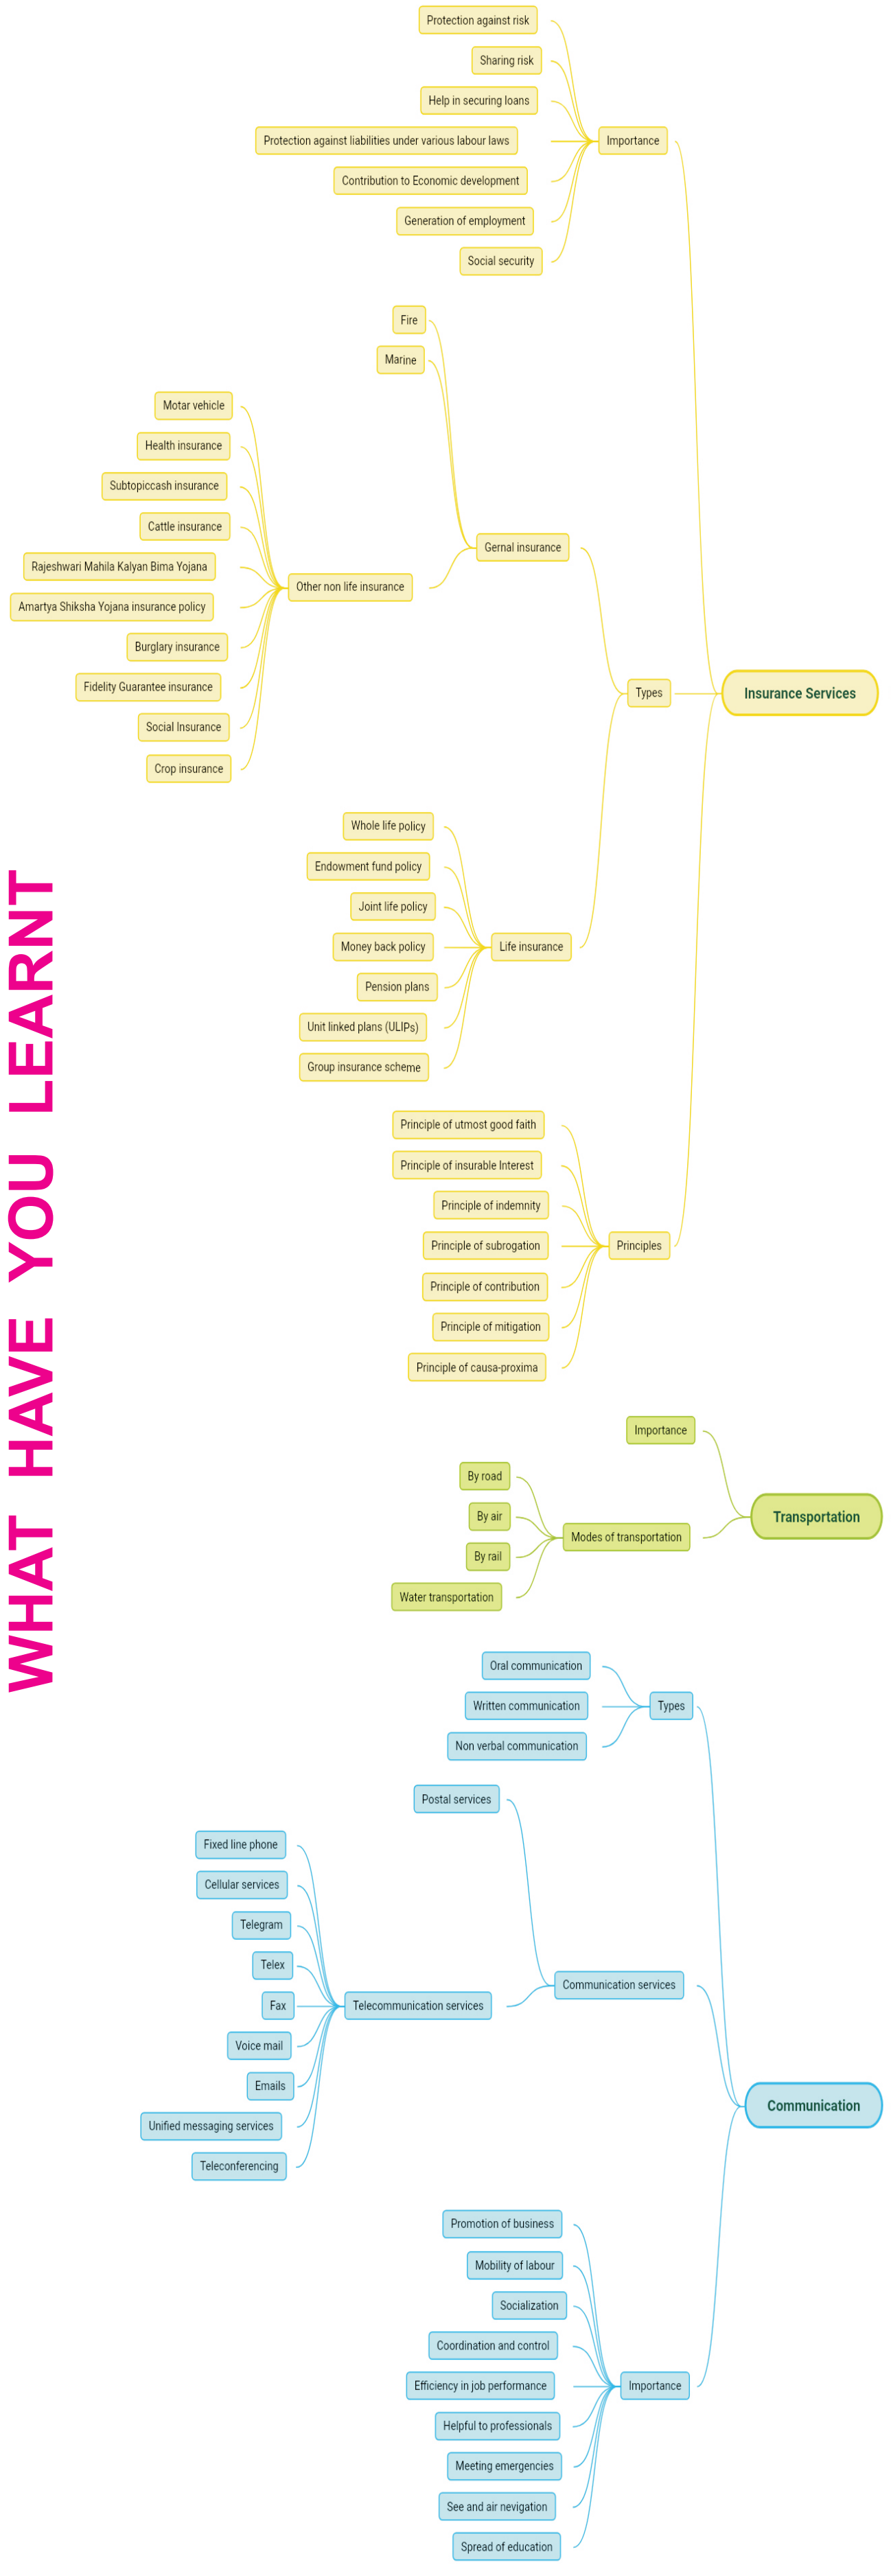 WHAT HAVE YOU LEARNT
Insurance Services
Importance
Protection against risk
Sharing risk
Help in securing loans
Protection against liabilities under various labour laws
Contribution to Economic development
Generation of employment
Social security
Types
Gernal insurance
Fire
Marine
Other non life insurance
Motar vehicle
Health insurance
Subtopiccash insurance
Cattle insurance
Rajeshwari Mahila Kalyan Bima Yojana
Amartya Shiksha Yojana insurance policy
Burglary insurance
Fidelity Guarantee insurance
Social Insurance
Crop insurance
Life insurance
Whole life policy
Endowment fund policy
Joint life policy
Money back policy
Pension plans
Unit linked plans (ULIPs)
Group insurance scheme
Principles
Principle of utmost good faith
Principle of insurable Interest
Principle of indemnity
Principle of subrogation
Principle of contribution
Principle of mitigation
Principle of causa-proxima
Transportation
Importance
Modes of transportation
By road
By air
By rail
Water transportation
Communication
Types
Oral communication
Written communication
Non verbal communication
Communication services
Postal services
Telecommunication services
Fixed line phone
Cellular services
Telegram
Telex
Fax
Voice mail
Emails
Unified messaging services
Teleconferencing
Importance
Promotion of business
Mobility of labour
Socialization
Coordination and control
Efficiency in job performance
Helpful to professionals
Meeting emergencies
See and air nevigation
Spread of education